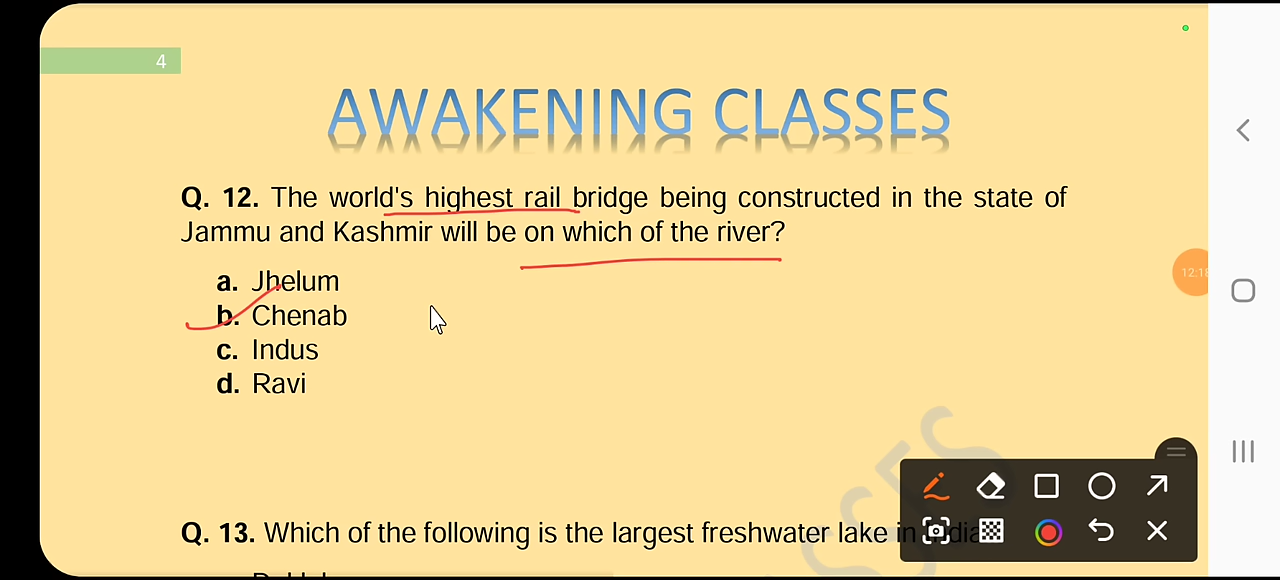 4
AWAKENING CLASSES
Q. 12. The world's highest rail bridge being constructed in the state of
Jammu and Kashmir will be on which of the river?
a. Jhelum
b. Chenab
c. Indus
d. Ravi
12:18
Q. 13. Which of the following is the largest freshwater lake in